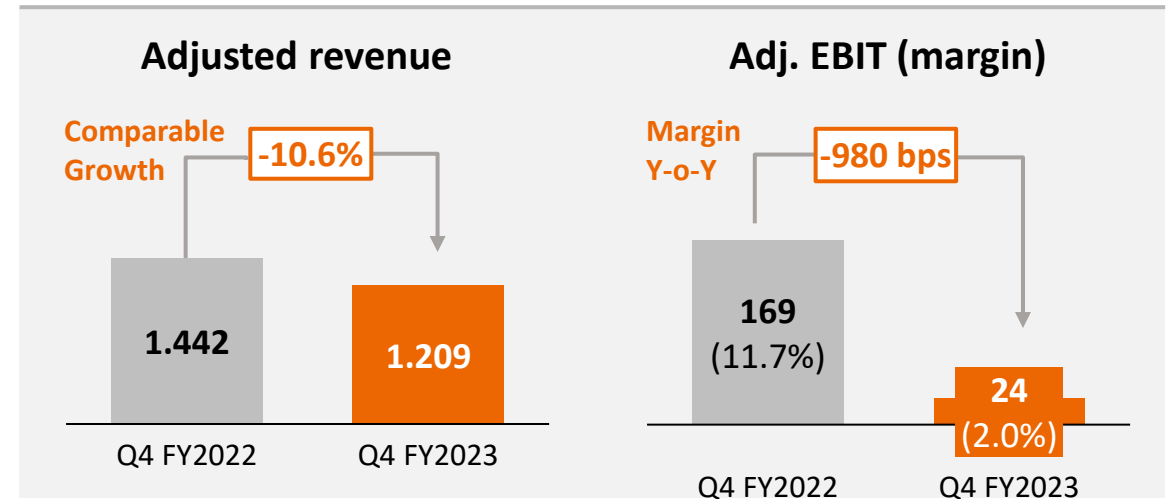 Adjusted revenue
Comparable
Growth
-10.6%
1.442
1.209
Q4 FY2022
Q4 FY2023
Adj. EBIT (margin)
Margin
Y-o-Y
-980 bps
169
(11.7%)
24
(2.0%)
Q4 FY2022
Q4 FY2023